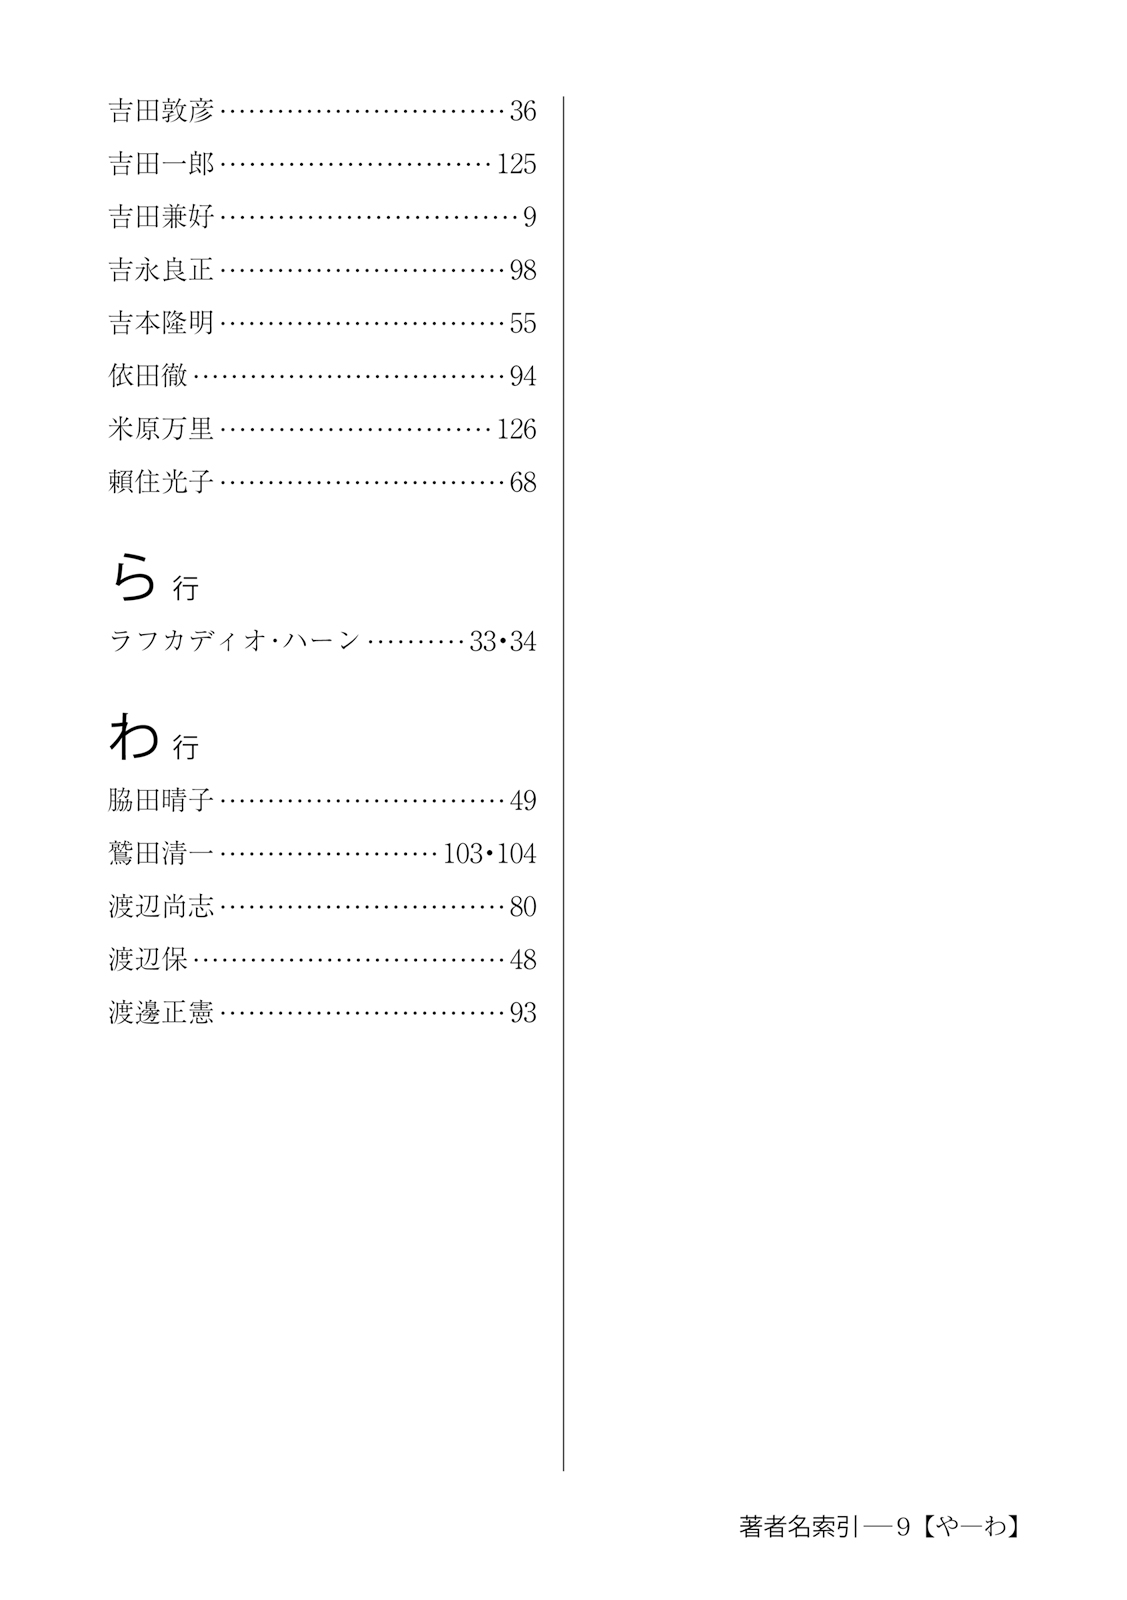 吉田敦彦……………………………36
吉田一郎…………………………125
吉田兼好……………………………9
吉永良正……………………………98
吉本隆明……………………………55
依田徹………………………………94
米原万里…………………………126
賴住光子……………………………68
ら 行
ラフカディオ・ハーン…………33・34
わ 行
脇田晴子……………………………49
鷲田清一……………………103・104
渡辺尚志……………………………80
渡辺保………………………………48
渡邊正憲……………………………93
著者名索引―9【や―わ】